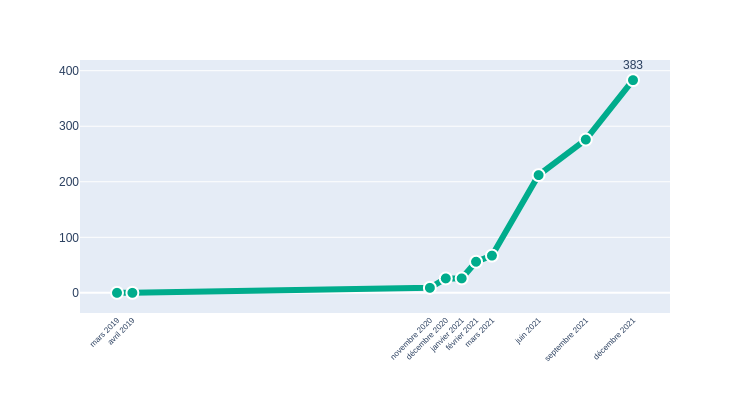 383
400
300
200
100
0
mars 2019
avril 2019
novembre 2020
décembre 2020
janvier 2021
février 2021
mars 2021
juin 2021
septembre 2021
décembre 2021